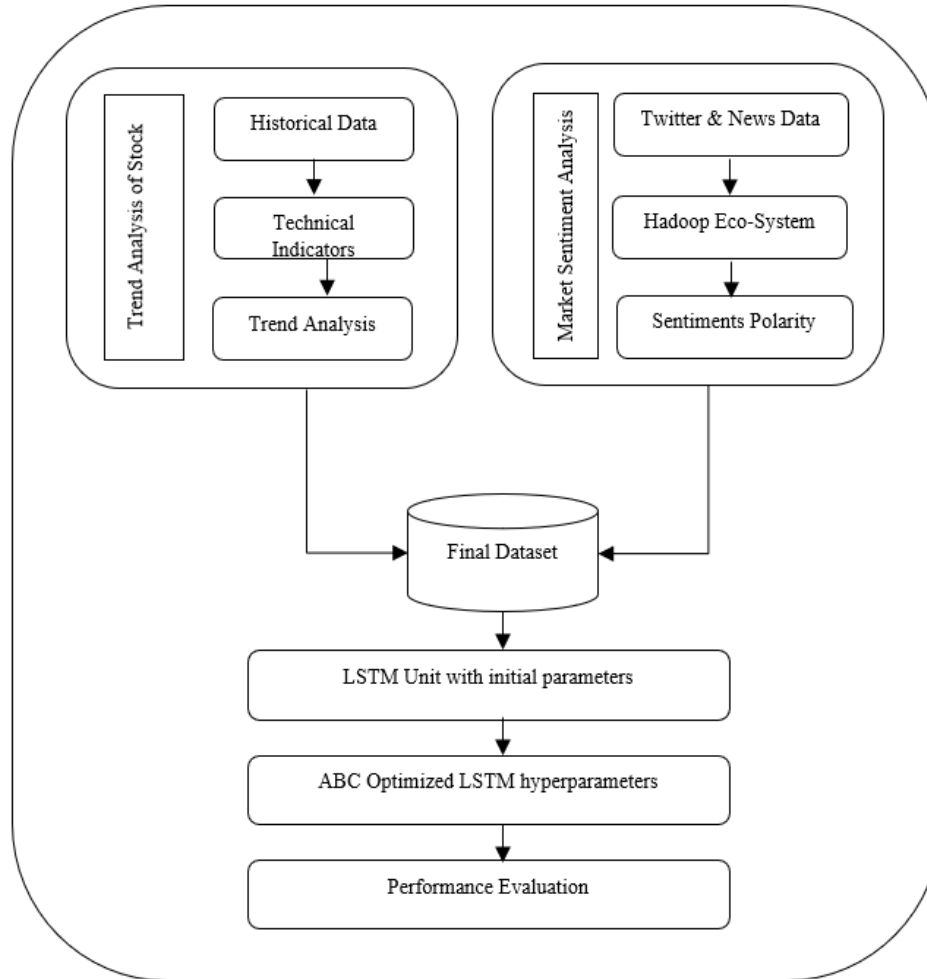 Trend Analysis of Stock
Historical Data
Technical
Indicators
Trend Analysis
Market Sentiment Analysis
Twitter & News Data
Hadoop Eco-System
Sentiments Polarity
Final Dataset
LSTM Unit with initial parameters
ABC Optimized LSTM hyperparameters
Performance Evaluation